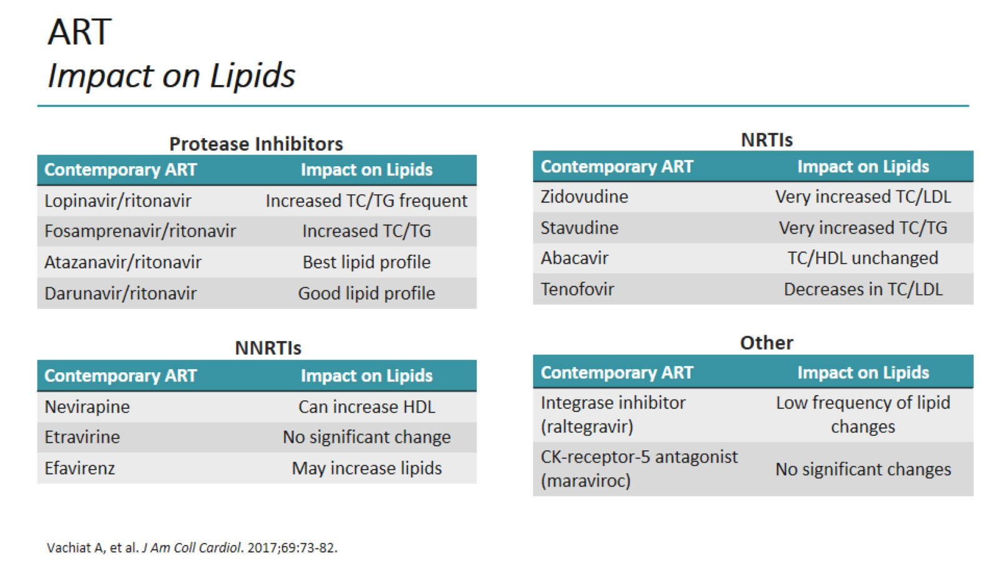 ART
Impact on Lipids
Protease Inhibitors
Contemporary ART Impact on Lipids
Lopinavir/ritonavir Increased TC/TG frequent
Fosamprenavir/ritonavir Increased TC/TG
Atazanavir/ritonavir Best lipid profile
Darunavir/ritonavir Good lipid profile
NRTIs
Contemporary ART Impact on Lipids
Zidovudine Very increased TC/LDL
Stavudine Very increased TC/TG
Abacavir TC/HDL unchanged
Tenofovir Decreases in TC/LDL
NNRTIs
Contemporary ART Impact on Lipids
Nevirapine Can increase HDL
Etravirine No significant change
Efavirenz May increase lipids
Other
Contemporary ART Impact on Lipids
Integrase inhibitor Low frequency of lipid
(raltegravir) changes
CK-receptor-5 antagonist
(maraviroc) No significant changes
Vachiat A, et al. J Am Coll Cardiol. 2017;69:73-82.